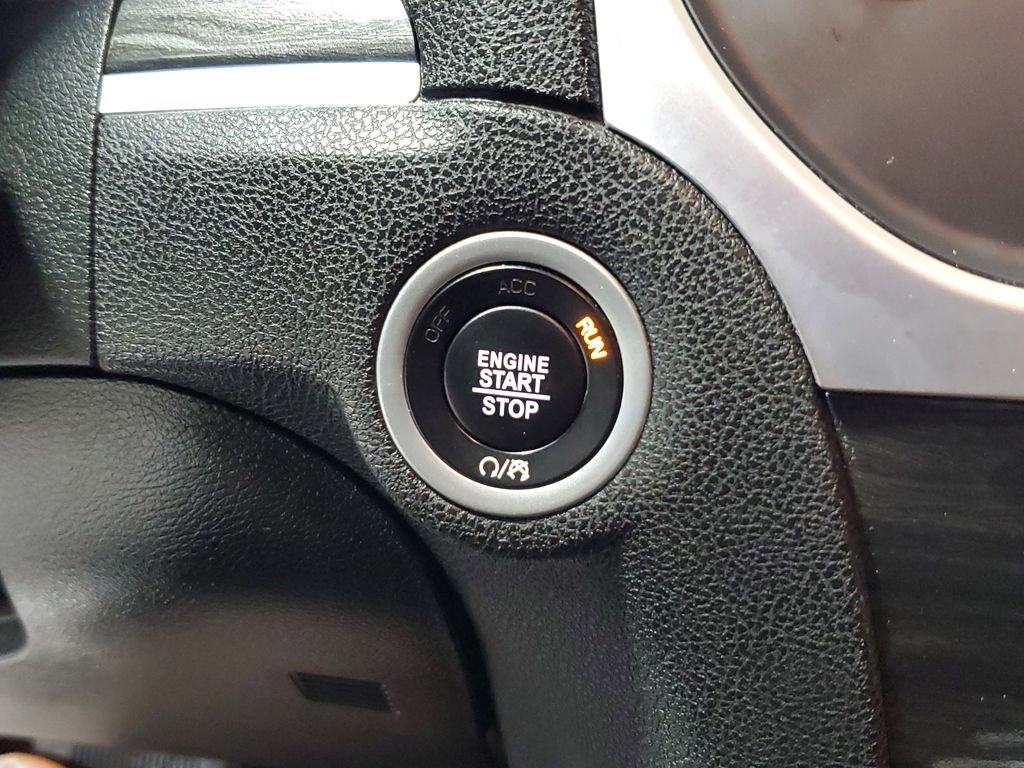 ACC
OFF
RUN
ENGINE
START
STOP
/